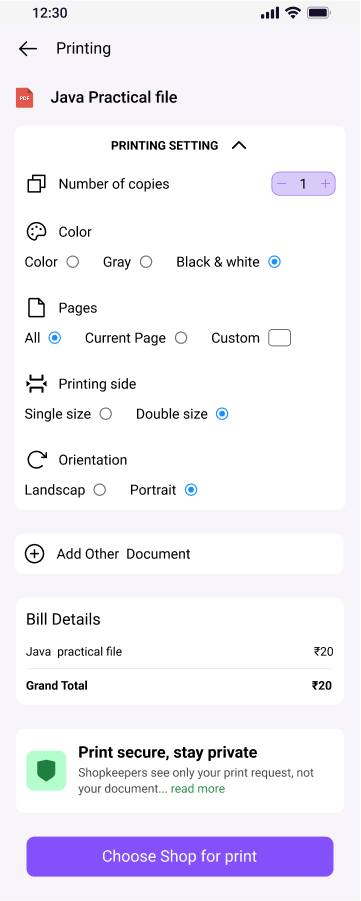 12:30
Printing
PDF
Java Practical file
PRINTING SETTING
Number of copies
− 1 +
Color
Color Gray Black & white
Pages
All Current Page Custom
Printing side
Single size Double size
Orientation
Landscap Portrait
Add Other Document
Bill Details
Java practical file ₹20
Grand Total ₹20
Print secure, stay private
Shopkeepers see only your print request, not
your document... read more
Choose Shop for print